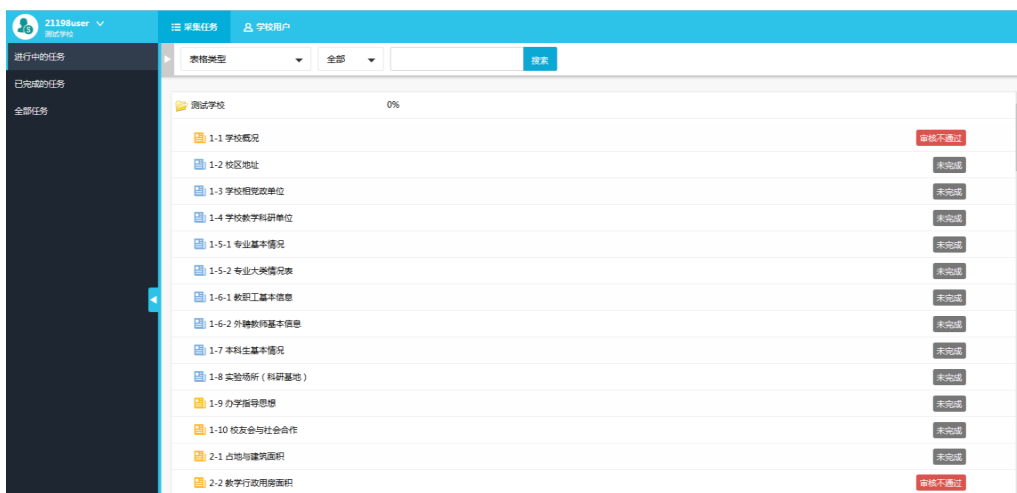 21198user
测试学校
采集任务 学校用户
进行中的任务
已完成的任务
全部任务
表格类型 全部 搜索
测试学校 0%
1-1 学校概况 审核不通过
1-2 校区地址 未完成
1-3 学校相党政单位 未完成
1-4 学校教学科研单位 未完成
1-5-1 专业基本情况 未完成
1-5-2 专业大类情况表 未完成
1-6-1 教职工基本信息 未完成
1-6-2 外聘教师基本信息 未完成
1-7 本科生基本情况 未完成
1-8 实验场所（科研基地） 未完成
1-9 办学指导思想 未完成
1-10 校友会与社会合作 未完成
2-1 占地与建筑面积 未完成
2-2 教学行政用房面积 审核不通过